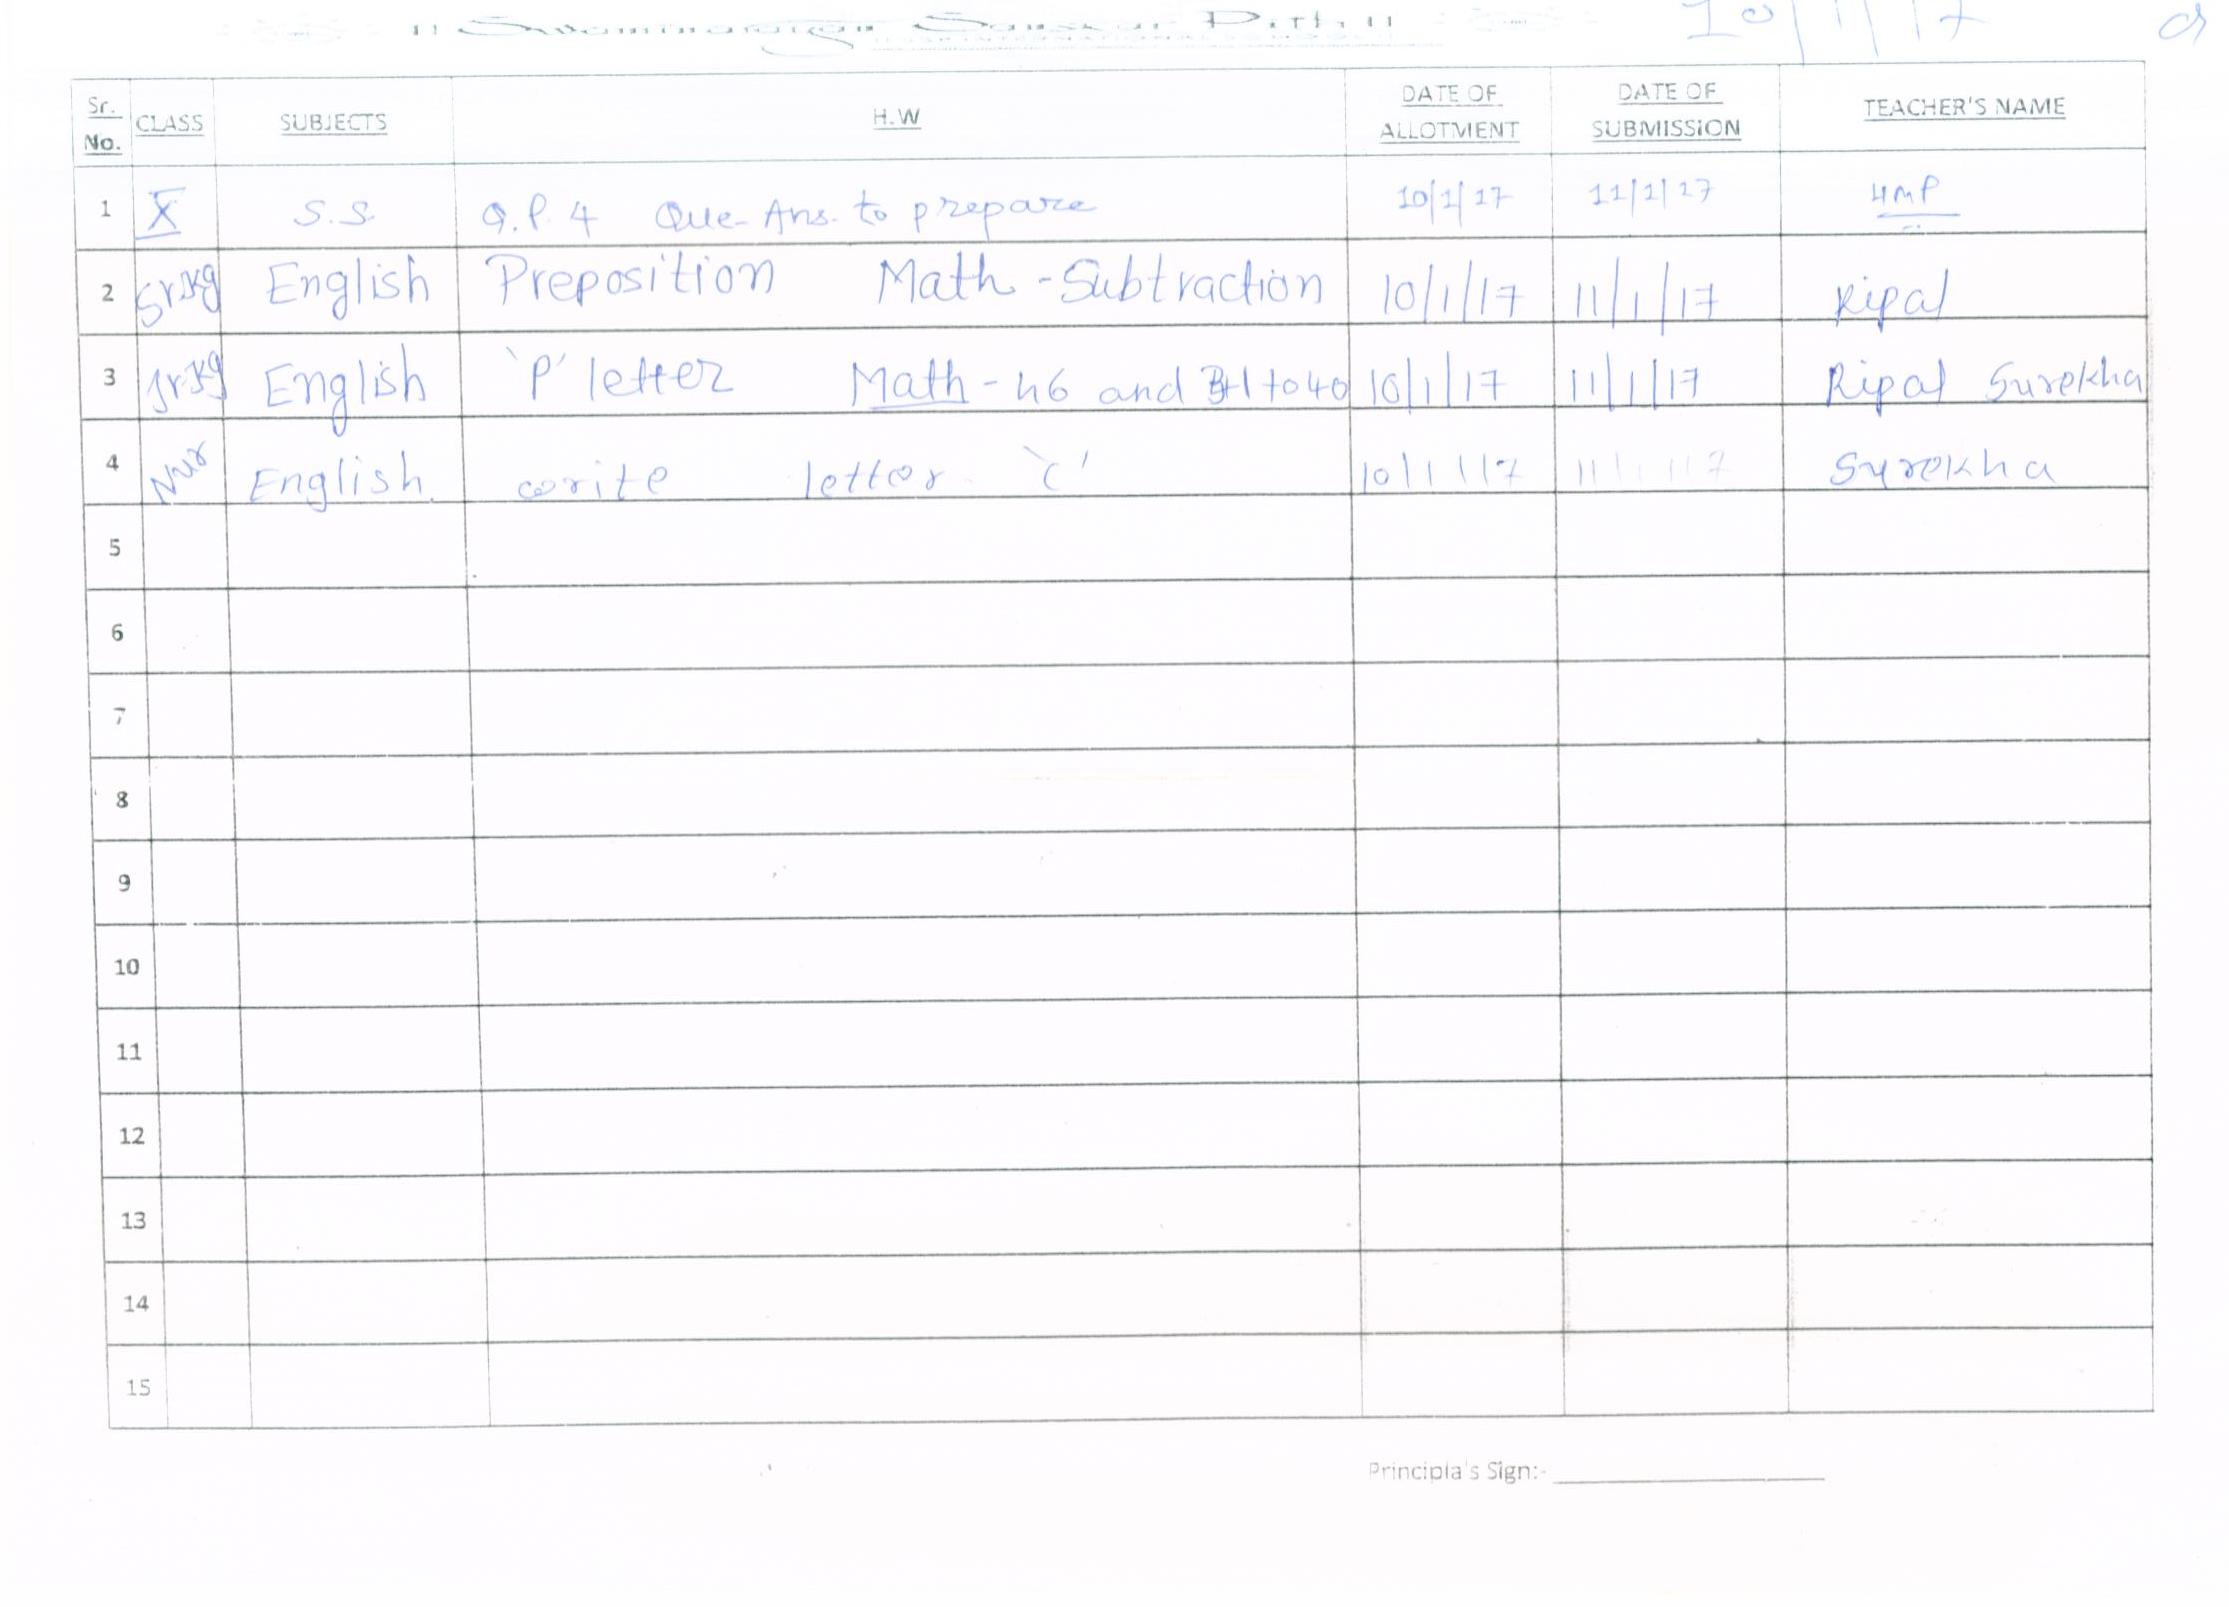 10/1/17
Sr. No. CLASS SUBJECTS H.W DATE OF ALLOTMENT DATE OF SUBMISSION TEACHER'S NAME
1 X S.S. Q.P. 4 Que-Ans. to prepare 10/1/17 11/1/17 HMP
2 Sr.kg English Preposition Math - Subtraction 10/1/17 11/1/17 Ripal
3 Jr.kg English 'P' letter Math - 46 and 31 to 40 10/1/17 11/1/17 Ripal Surekha
4 Nur English. write letter 'c' 10/1/17 11/1/17 Surekha
5
6
7
8
9
10
11
12
13
14
15
Principla's Sign:-